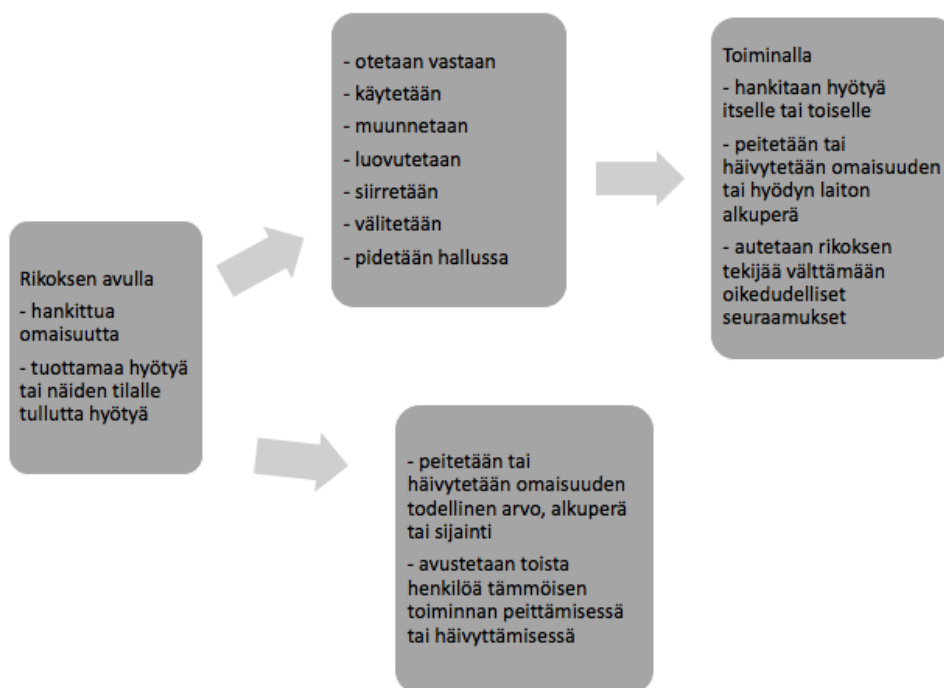 Rikoksen avulla
- hankittua
omaisuutta
- tuottamaa hyötyä
tai näiden tilalle
tullutta hyötyä
- otetaan vastaan
- käytetään
- muunnetaan
- luovutetaan
- siirretään
- välitetään
- pidetään hallussa
Toiminalla
- hankitaan hyötyä
itselle tai toiselle
- peitetään tai
häivytetään omaisuuden
tai hyödyn laiton
alkuperä
- autetaan rikoksen
tekijää välttämään
oikedudelliset
seuraamukset
- peitetään tai
häivytetään omaisuuden
todellinen arvo, alkuperä
tai sijainti
- avustetaan toista
henkilöä tämmöisen
toiminnan peittämisessä
tai häivyttämisessä